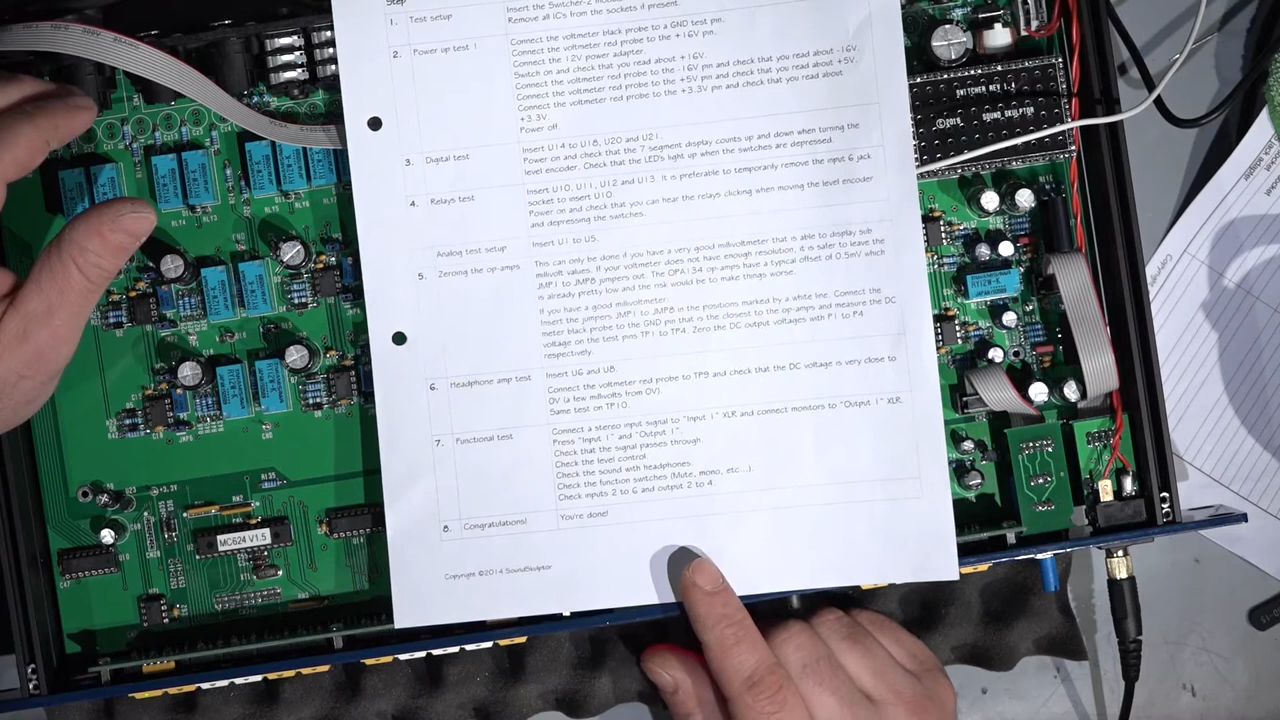 Step
1. Test setup
Insert the Switcher-2
Remove all IC's from the sockets if present.
2. Power up test 1
Connect the voltmeter black probe to a GND test pin.
Connect the voltmeter red probe to the +16V pin.
Connect the 12V power adapter.
Switch on and check that you read about +16V.
Connect the voltmeter red probe to the -16V pin and check that you read about -16V.
Connect the voltmeter red probe to the +5V pin and check that you read about +5V.
Connect the voltmeter red probe to the +3.3V pin and check that you read about
+3.3V.
Power off.
3. Digital test
Insert U14 to U18, U20 and U21.
Power on and check that the 7 segment display counts up and down when turning the
level encoder. Check that the LED's light up when the switches are depressed.
4. Relays test
Insert U10, U11, U12 and U13. It is preferable to temporarily remove the input 6 jack
socket to insert U10.
Power on and check that you can hear the relays clicking when moving the level encoder
and depressing the switches.
Analog test setup
Insert U1 to U5.
5. Zeroing the op-amps
This can only be done if you have a very good millivoltmeter that is able to display sub
millivolt values. If your voltmeter does not have enough resolution, it is safer to leave the
JMP1 to JMP8 jumpers out. The OPA134 op-amps have a typical offset of 0.5mV which
is already pretty low and the risk would be to make things worse.
If you have a good millivoltmeter:
Insert the jumpers JMP1 to JMP8 in the positions marked by a white line. Connect the
meter black probe to the GND pin that is the closest to the op-amps and measure the DC
voltage on the test pins TP1 to TP4. Zero the DC output voltages with P1 to P4
respectively.
6. Headphone amp test
Insert U6 and U8.
Connect the voltmeter red probe to TP9 and check that the DC voltage is very close to
0V (a few millivolts from 0V).
Same test on TP10.
7. Functional test
Connect a stereo input signal to "Input 1" XLR and connect monitors to "Output 1" XLR.
Press "Input 1" and "Output 1".
Check that the signal passes through.
Check the level control.
Check the sound with headphones.
Check the function switches (Mute, mono, etc...).
Check inputs 2 to 6 and output 2 to 4.
8. Congratulations!
You're done!
Copyright ©2014 SoundSkulptor
SWITCHER REV 1.4
©2016 SOUND SKULPTOR
MC624 V1.5
RY12W-K
RLY4
RLY3
+3.3V
RN2
Copyright